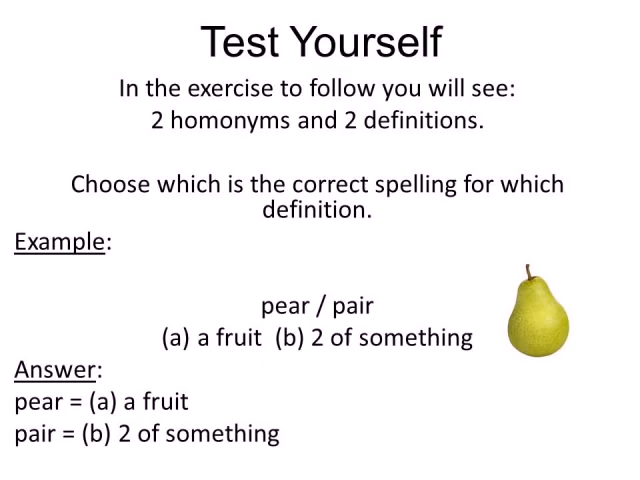 Test Yourself
In the exercise to follow you will see:
2 homonyms and 2 definitions.
Choose which is the correct spelling for which
definition.
Example:
pear / pair
(a) a fruit  (b) 2 of something
Answer:
pear = (a) a fruit
pair = (b) 2 of something